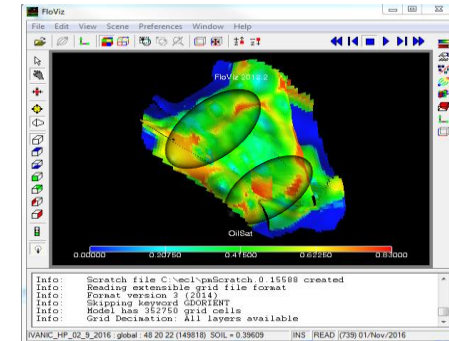 FloViz
File Edit View Scene Preferences Window Help
FloViz 2012.2
OilSat
0.00000 0.20750 0.41500 0.62250 0.83000
Info: Scratch file C:\ecl\pmScratch.0.15588 created
Info: Reading extensible grid file format
Info: Format version 3 (2014)
Info: Skipping keyword GDORIENT
Info: Model has 352750 grid cells
Info: Grid Decimation: All layers available
IVANIC_HP_02_9_2016 : global : 48 20 22 (149818) SOIL = 0.39609 INS READ (739) 01/Nov/2016